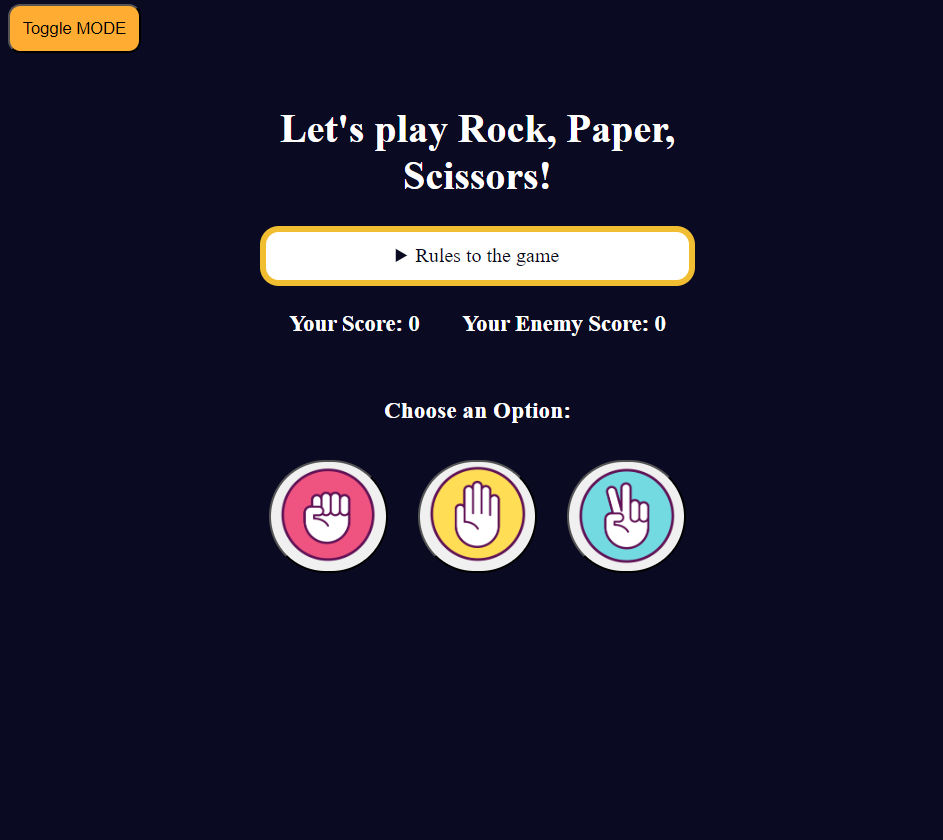 Toggle MODE
Let's play Rock, Paper,
Scissors!
▶ Rules to the game
Your Score: 0 Your Enemy Score: 0
Choose an Option: